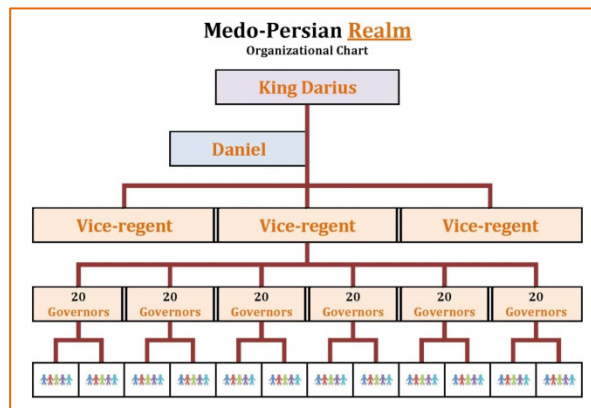 Medo-Persian Realm
Organizational Chart
King Darius
Daniel
Vice-regent Vice-regent Vice-regent
20 20 20 20 20 20
Governors Governors Governors Governors Governors Governors